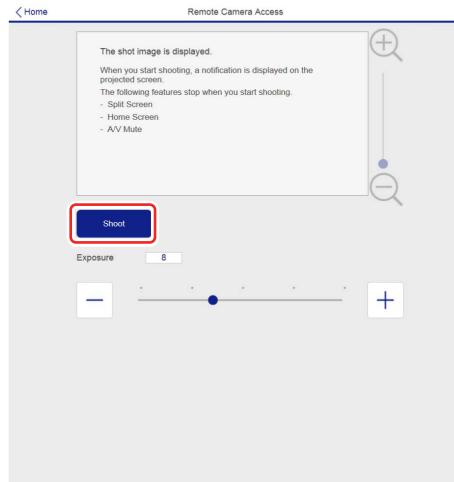 Home
Remote Camera Access
The shot image is displayed.
When you start shooting, a notification is displayed on the
projected screen.
The following features stop when you start shooting.
- Split Screen
- Home Screen
- A/V Mute
Shoot
Exposure 8